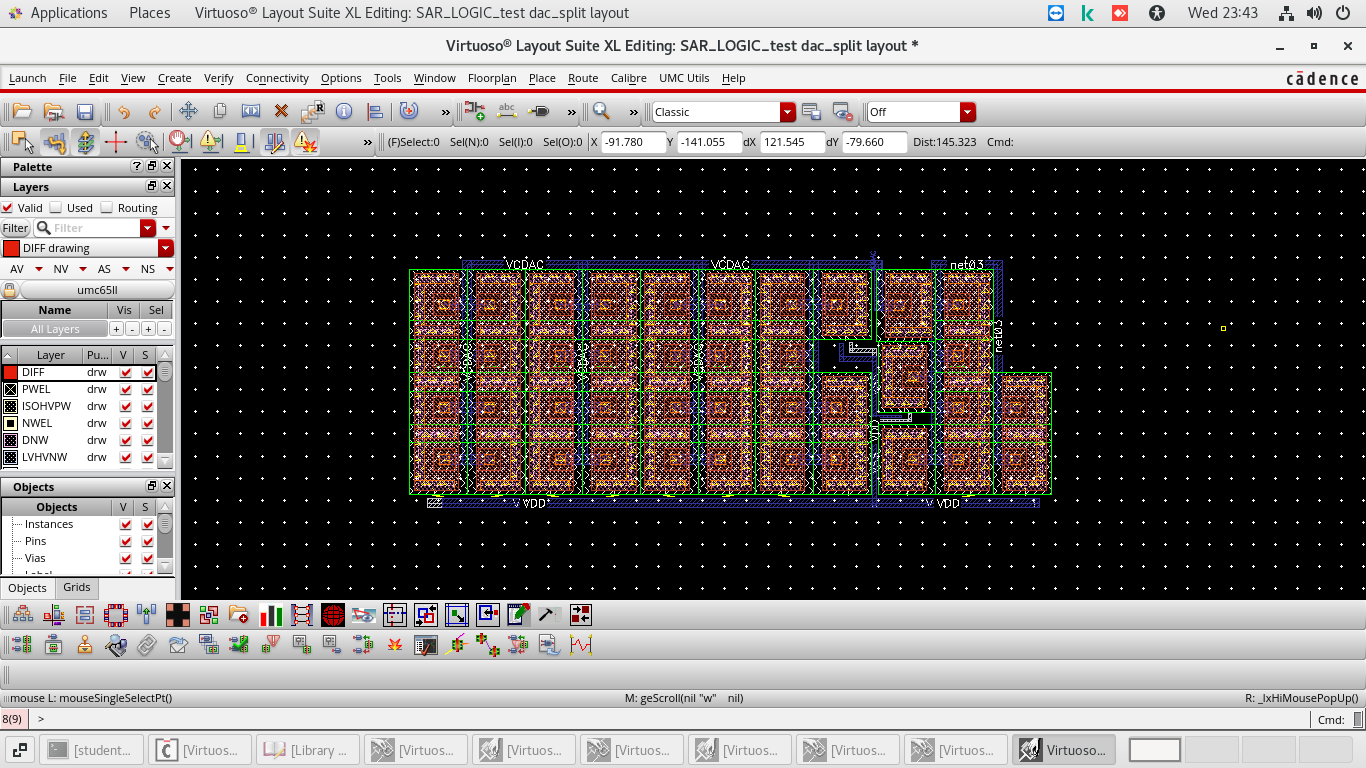 Applications Places Virtuoso® Layout Suite XL Editing: SAR_LOGIC_test dac_split layout Wed 23:43
Virtuoso® Layout Suite XL Editing: SAR_LOGIC_test dac_split layout *
Launch File Edit View Create Verify Connectivity Options Tools Window Floorplan Place Route Calibre UMC Utils Help cādence
» abc » » Classic Off
» (F)Select:0 Sel(N):0 Sel(I):0 Sel(O):0 X -91.780 Y -141.055 dX 121.545 dY -79.660 Dist:145.323 Cmd:
Palette
Layers
Valid Used Routing
Filter Filter
DIFF drawing
AV NV AS NS
umc65ll
Name Vis Sel
All Layers + - + -
Layer Pu... V S
DIFF drw
PWEL drw
ISOHVPW drw
NWEL drw
DNW drw
LVHVNW drw
Objects
Objects V S
Instances
Pins
Vias
Objects Grids
VCDAC VCDAC net03
net03
VDD
V VDD V VDD
mouse L: mouseSingleSelectPt() M: geScroll(nil "w" nil) R: _lxHiMousePopUp()
8(9) > Cmd:
[student... [Virtuos... [Library ... [Virtuos... [Virtuos... [Virtuos... [Virtuos... [Virtuos... [Virtuos... Virtuoso...